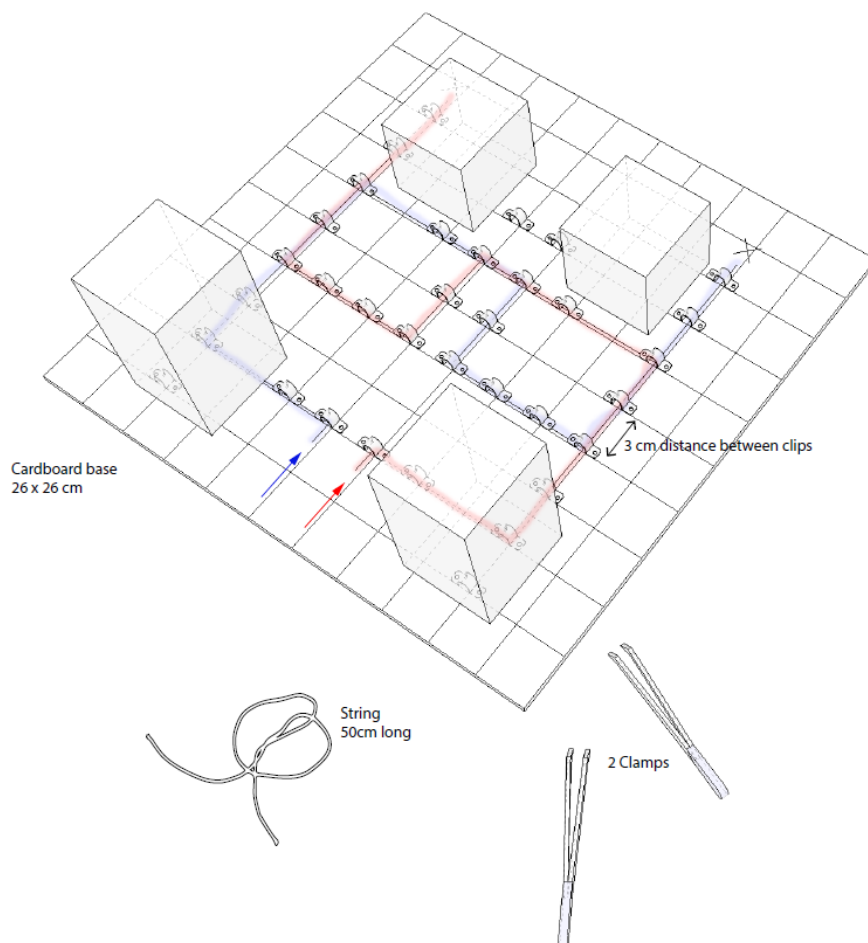 3 cm distance between clips
Cardboard base
26 x 26 cm
String
50cm long
2 Clamps